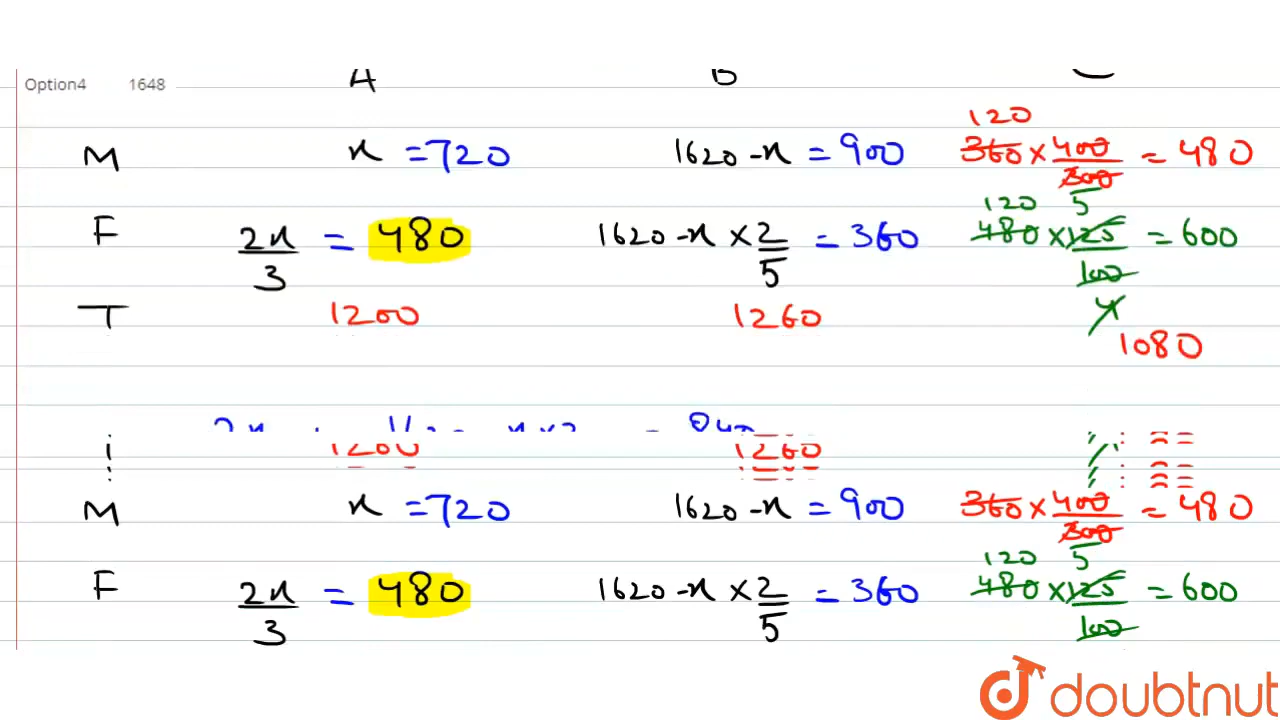 Option4 1648
A B C
M x = 720 1620 - x = 900 120 360 × 400/300 = 480
F 2x/3 = 480 1620 - x × 2/5 = 360 120 5 480 × 125/100 = 600
4
T 1200 1260 1080
1200 1260
M x = 720 1620 - x = 900 360 × 400/300 = 480
F 2x/3 = 480 1620 - x × 2/5 = 360 120 5 480 × 125/100 = 600
doubtnut